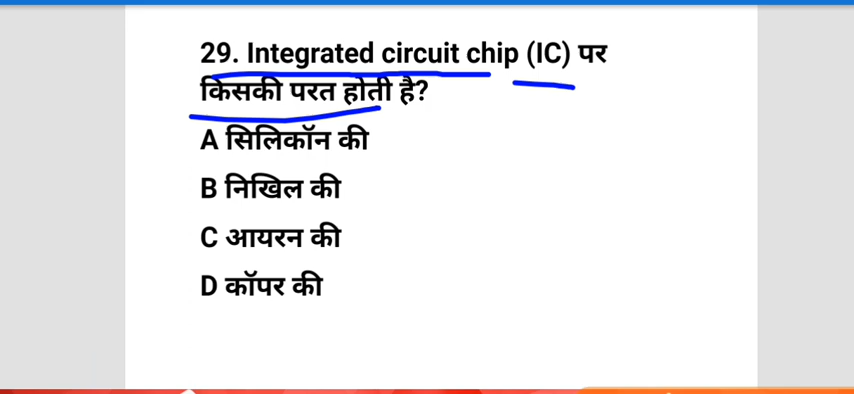 29. Integrated circuit chip (IC) पर
किसकी परत होती है?
A सिलिकॉन की
B निखिल की
C आयरन की
D कॉपर की